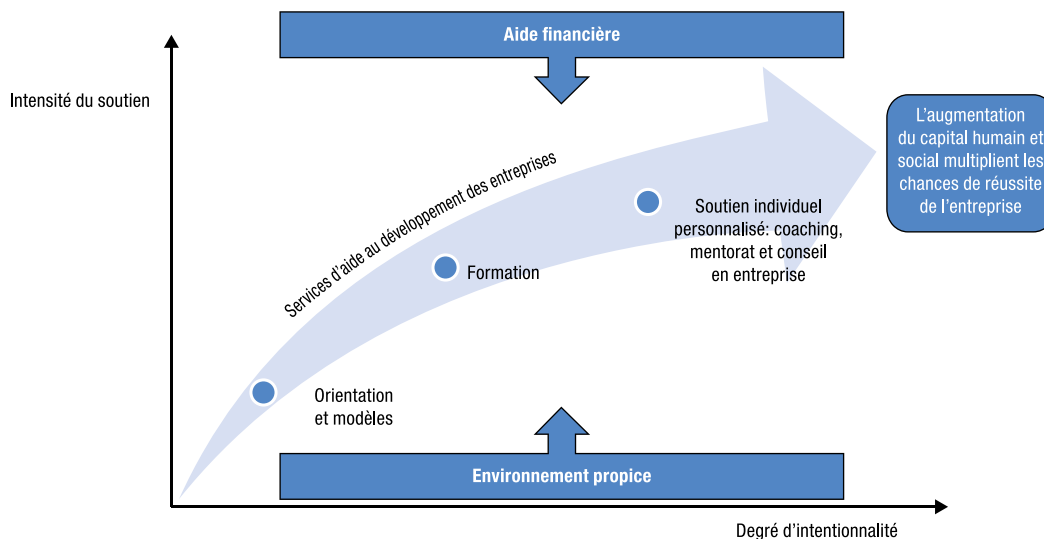 Aide financière
Intensité du soutien
L'augmentation
du capital humain et
social multiplient les
chances de réussite
de l'entreprise
Services d'aide au développement des entreprises
Soutien individuel
personnalisé: coaching,
mentorat et conseil
en entreprise
Formation
Orientation
et modèles
Environnement propice
Degré d'intentionnalité